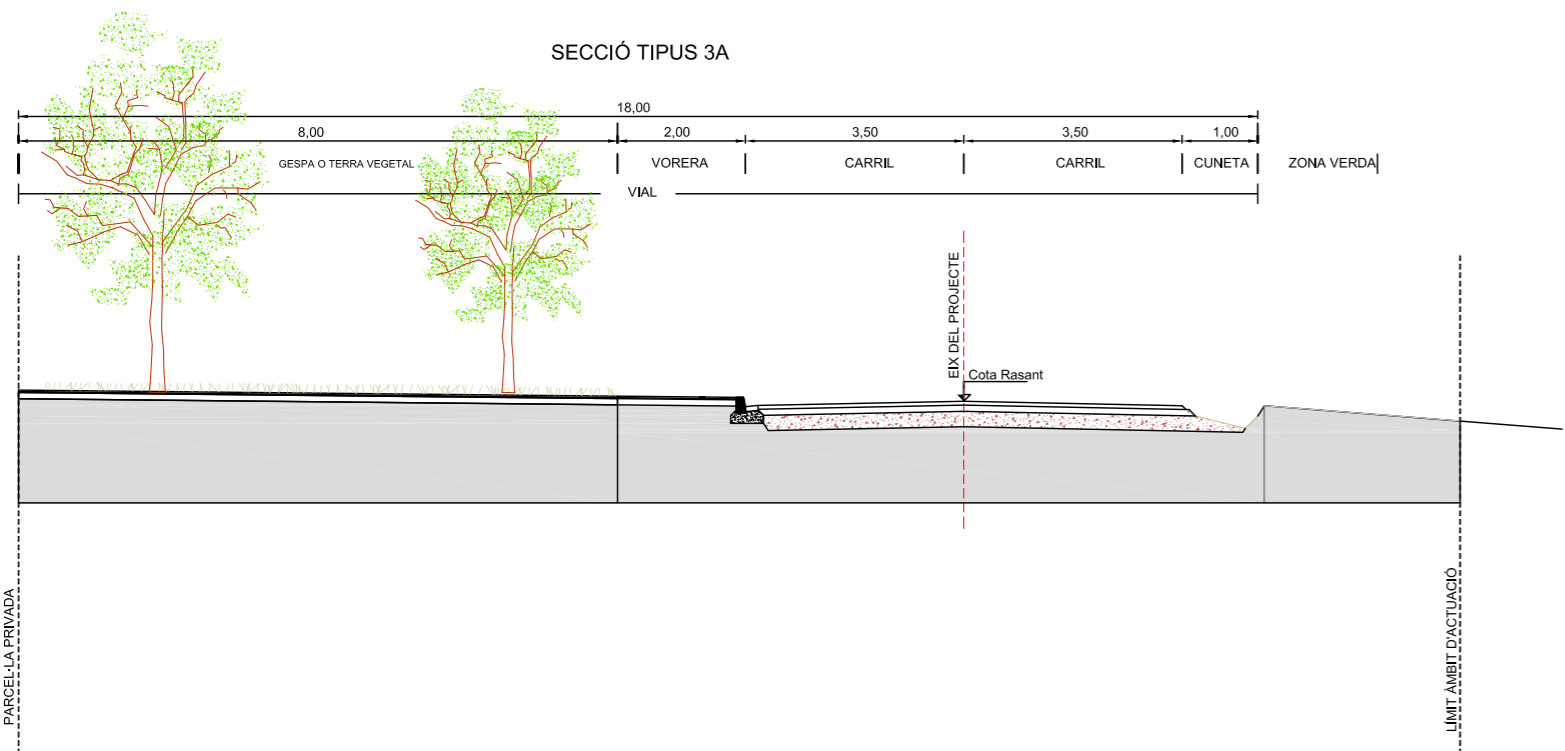 SECCIÓ TIPUS 3A
18,00
8,00 2,00 3,50 3,50 1,00
GESPA O TERRA VEGETAL VORERA CARRIL CARRIL CUNETA ZONA VERDA
VIAL
EIX DEL PROJECTE
Cota Rasant
PARCEL·LA PRIVADA
LÍMIT ÀMBIT D'ACTUACIÓ